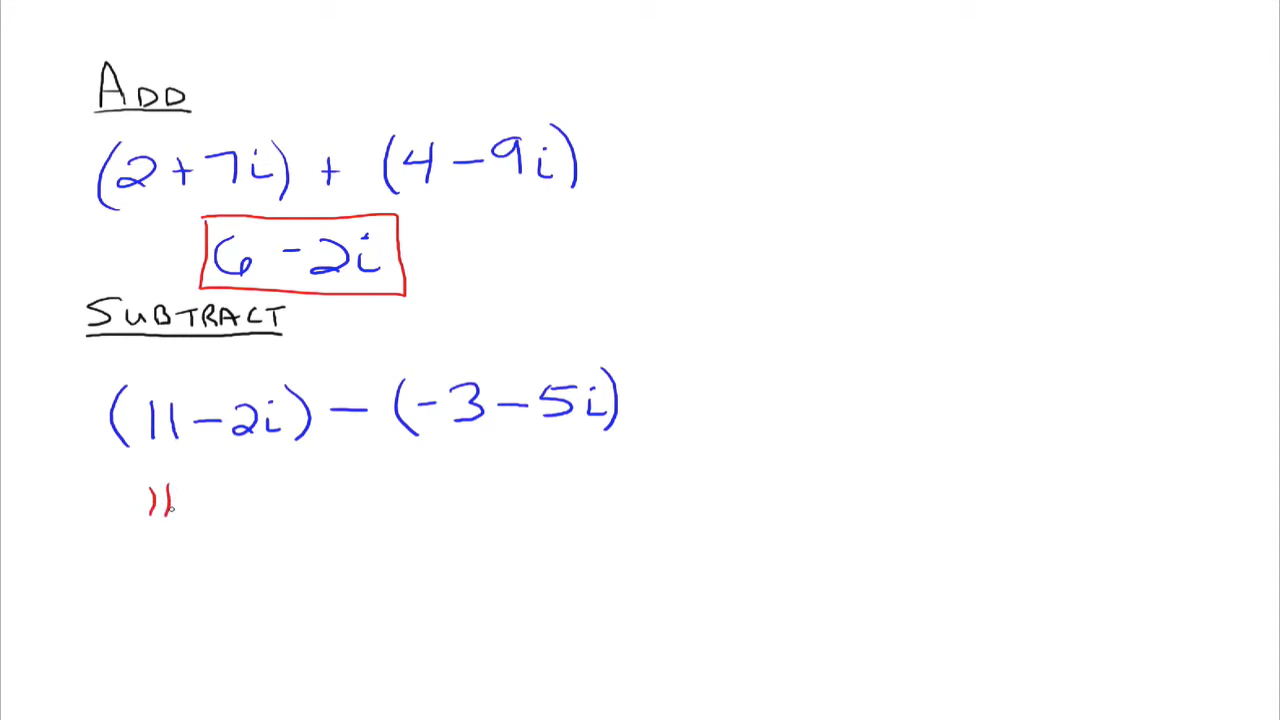 ADD
(2+7i) + (4-9i)
6 -2i
SUBTRACT
(11-2i) - (-3-5i)
11